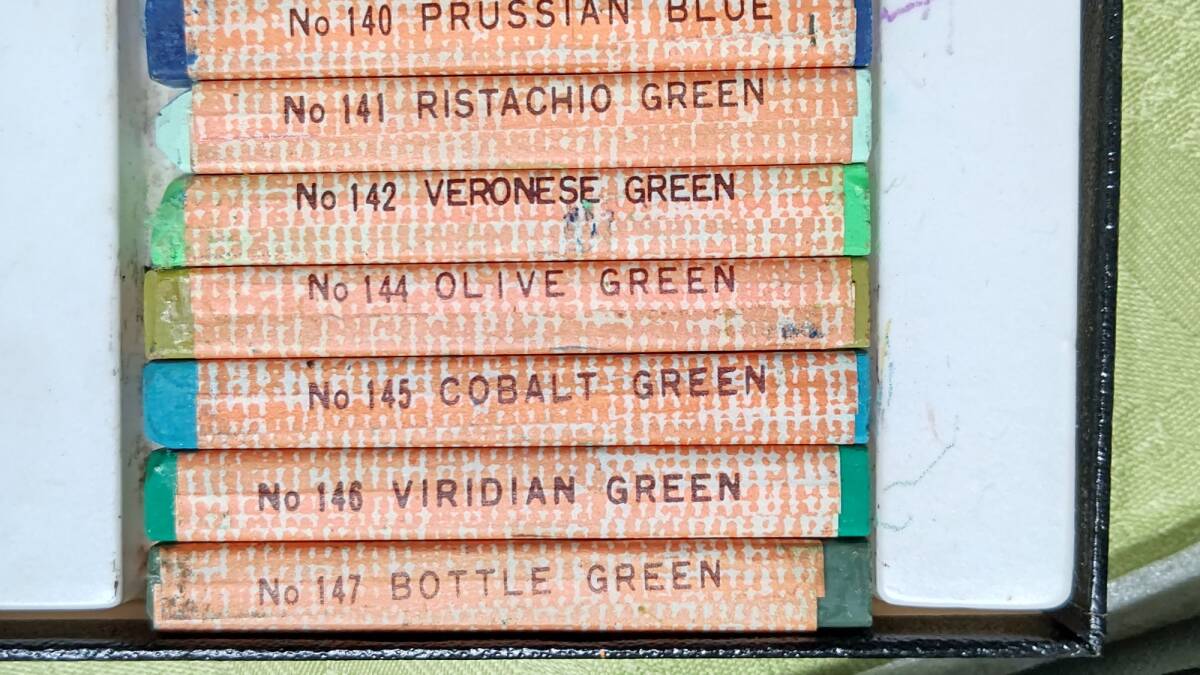 No 140 PRUSSIAN BLUE
No 141 RISTACHIO GREEN
No 142 VERONESE GREEN
No 144 OLIVE GREEN
No 145 COBALT GREEN
No 146 VIRIDIAN GREEN
No 147 BOTTLE GREEN